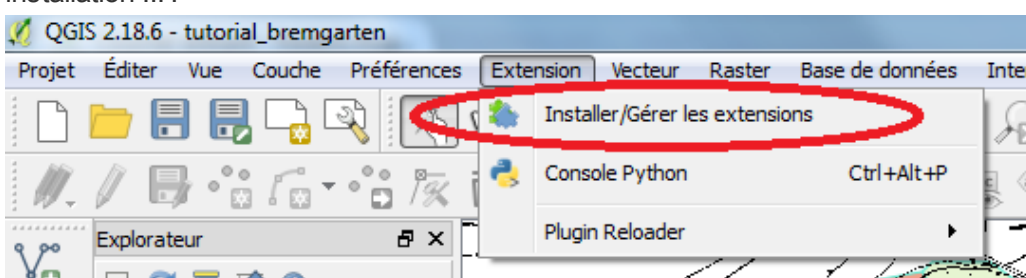 QGIS 2.18.6 - tutorial_bremgarten
Projet Éditer Vue Couche Préférences Extension Vecteur Raster Base de données Inte
Installer/Gérer les extensions
Console Python Ctrl+Alt+P
Plugin Reloader
Explorateur